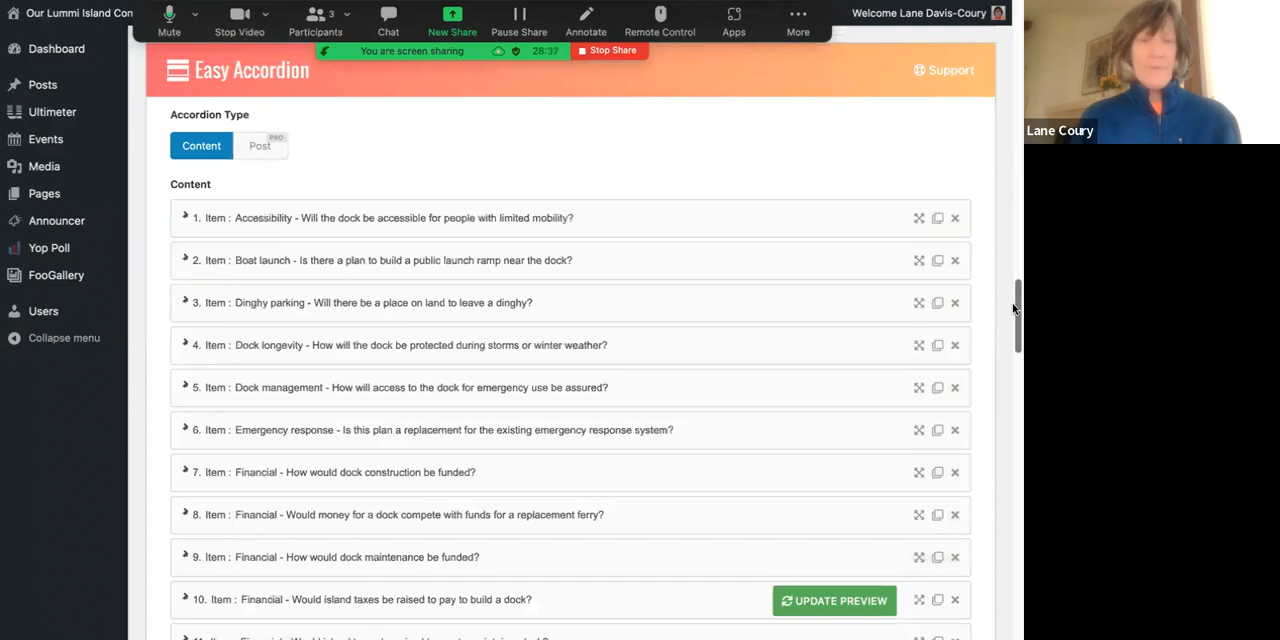 Our Lummi Island Con
Mute
Stop Video
Participants
3
Chat
New Share
Pause Share
Annotate
Remote Control
Apps
More
Welcome Lane Davis-Coury
You are screen sharing
28:37
Stop Share
Dashboard
Posts
Ultimeter
Events
Media
Pages
Announcer
Yop Poll
FooGallery
Users
Collapse menu
Easy Accordion
Support
Accordion Type
Content
Post
PRO
Content
1. Item : Accessibility - Will the dock be accessible for people with limited mobility?
2. Item : Boat launch - Is there a plan to build a public launch ramp near the dock?
3. Item : Dinghy parking - Will there be a place on land to leave a dinghy?
4. Item : Dock longevity - How will the dock be protected during storms or winter weather?
5. Item : Dock management - How will access to the dock for emergency use be assured?
6. Item : Emergency response - Is this plan a replacement for the existing emergency response system?
7. Item : Financial - How would dock construction be funded?
8. Item : Financial - Would money for a dock compete with funds for a replacement ferry?
9. Item : Financial - How would dock maintenance be funded?
10. Item : Financial - Would island taxes be raised to pay to build a dock?
UPDATE PREVIEW
Lane Coury